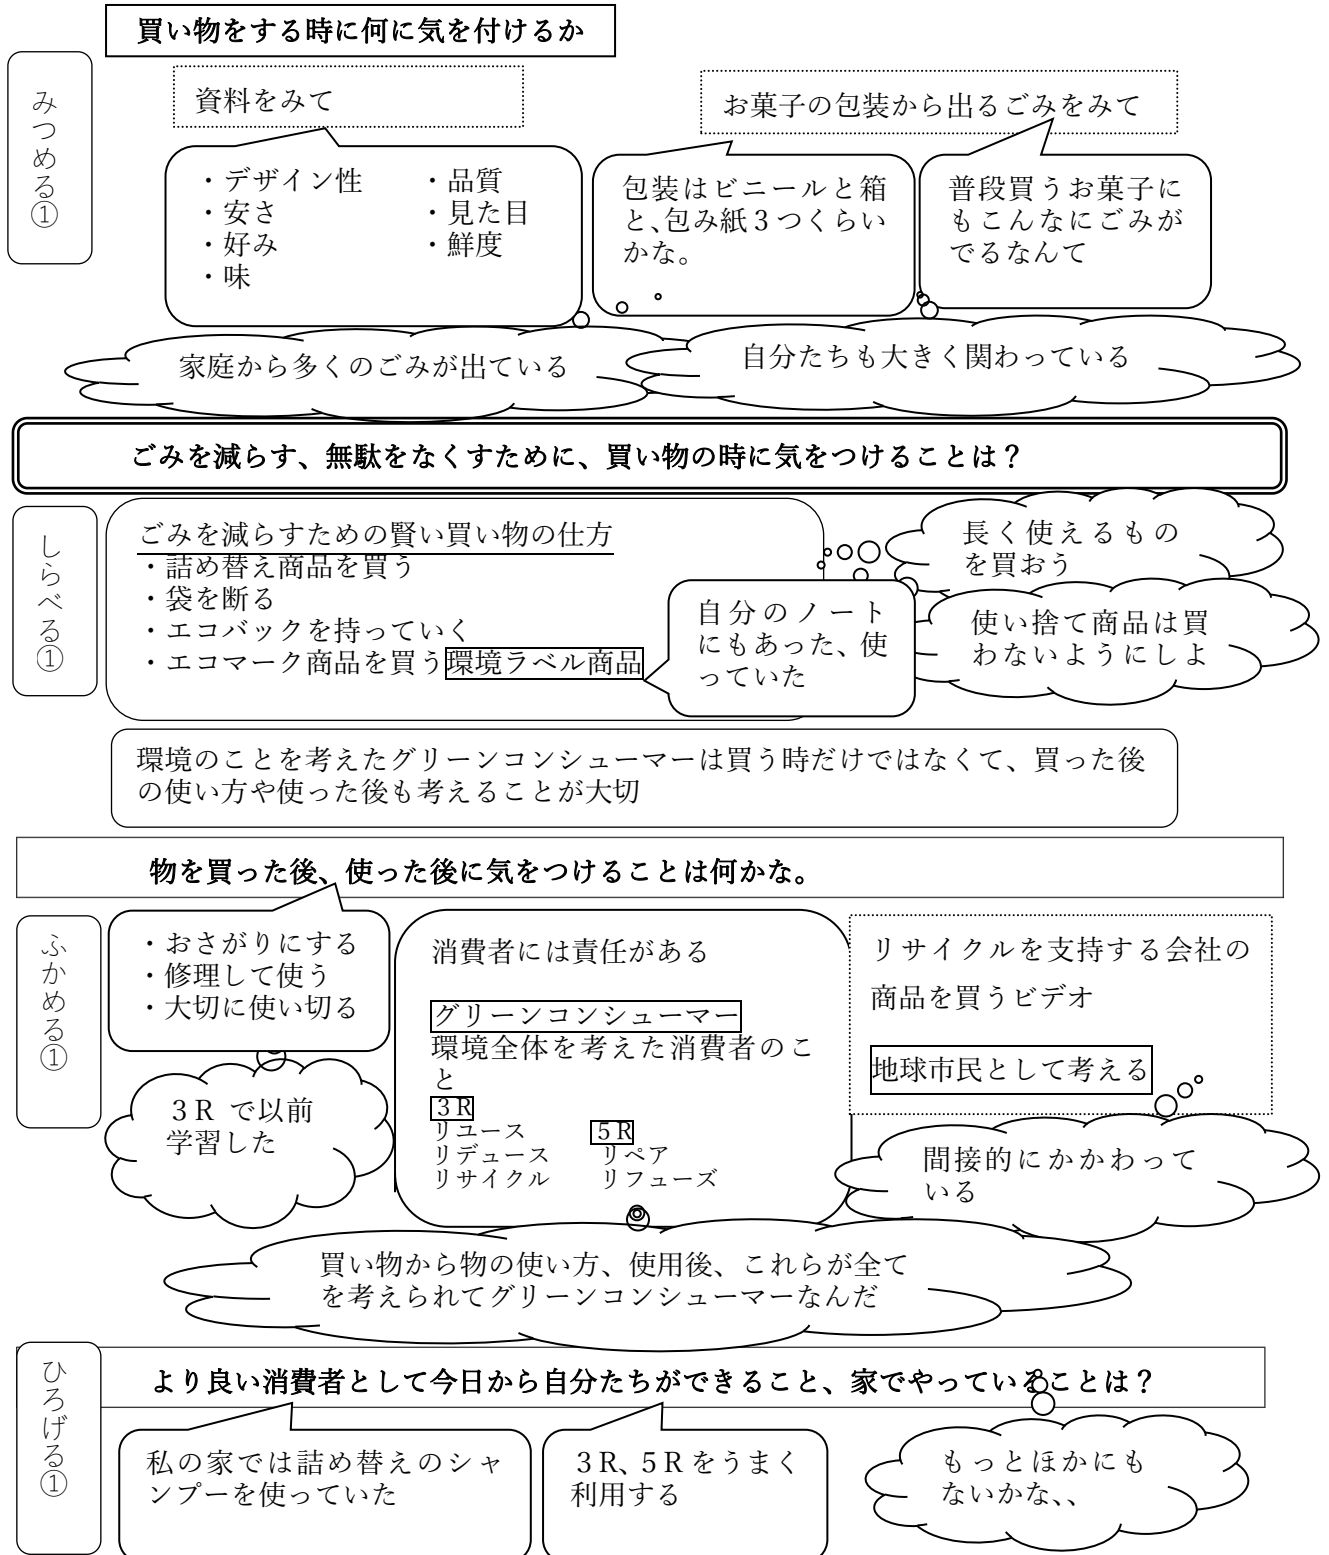 買い物をする時に何に気を付けるか
みつめる①
資料をみて
・デザイン性
・安さ
・好み
・味
・品質
・見た目
・鮮度
お菓子の包装から出るごみをみて
包装はビニールと箱
と、包み紙3つくらい
かな。
普段買うお菓子に
もこんなにごみが
でるなんて
家庭から多くのごみが出ている
自分たちも大きく関わっている
ごみを減らす、無駄をなくすために、買い物の時に気をつけることは？
しらべる①
ごみを減らすための賢い買い物の仕方
・詰め替え商品を買う
・袋を断る
・エコバックを持っていく
・エコマーク商品を買う環境ラベル商品
自分のノート
にもあった、使
っていた
長く使えるもの
を買おう
使い捨て商品は買
わないようにしよ
環境のことを考えたグリーンコンシューマーは買う時だけではなくて、買った後
の使い方や使った後も考えることが大切
物を買った後、使った後に気をつけることは何かな。
ふかめる①
・おさがりにする
・修理して使う
・大切に使い切る
３R で以前
学習した
消費者には責任がある
グリーンコンシューマー
環境全体を考えた消費者のこ
と
３R
リユース
リデュース
リサイクル
５R
リペア
リフューズ
リサイクルを支持する会社の
商品を買うビデオ
地球市民として考える
間接的にかかわって
いる
買い物から物の使い方、使用後、これらが全て
を考えられてグリーンコンシューマーなんだ
ひろげる①
より良い消費者として今日から自分たちができること、家でやっていることは？
私の家では詰め替えのシャ
ンプーを使っていた
３R、５R をうまく
利用する
もっとほかにも
ないかな、、